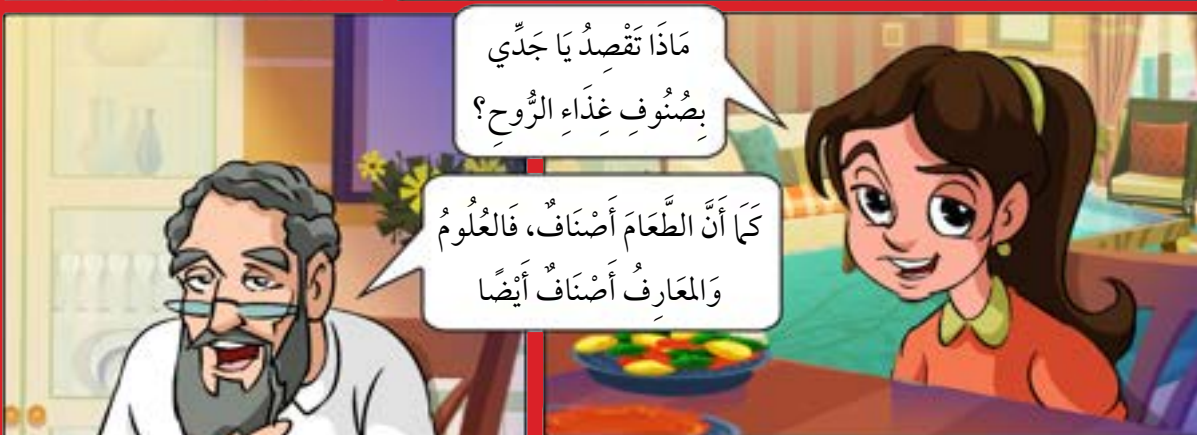 مَاذَا تَقْصِدُ يَا جَدِّي
بِصُنُوفِ غِذَاءِ الرُّوحِ؟
كَمَا أَنَّ الطَّعَامَ أَصْنَافٌ، فَالعُلُومُ
وَالمَعَارِفُ أَصْنَافٌ أَيْضًا